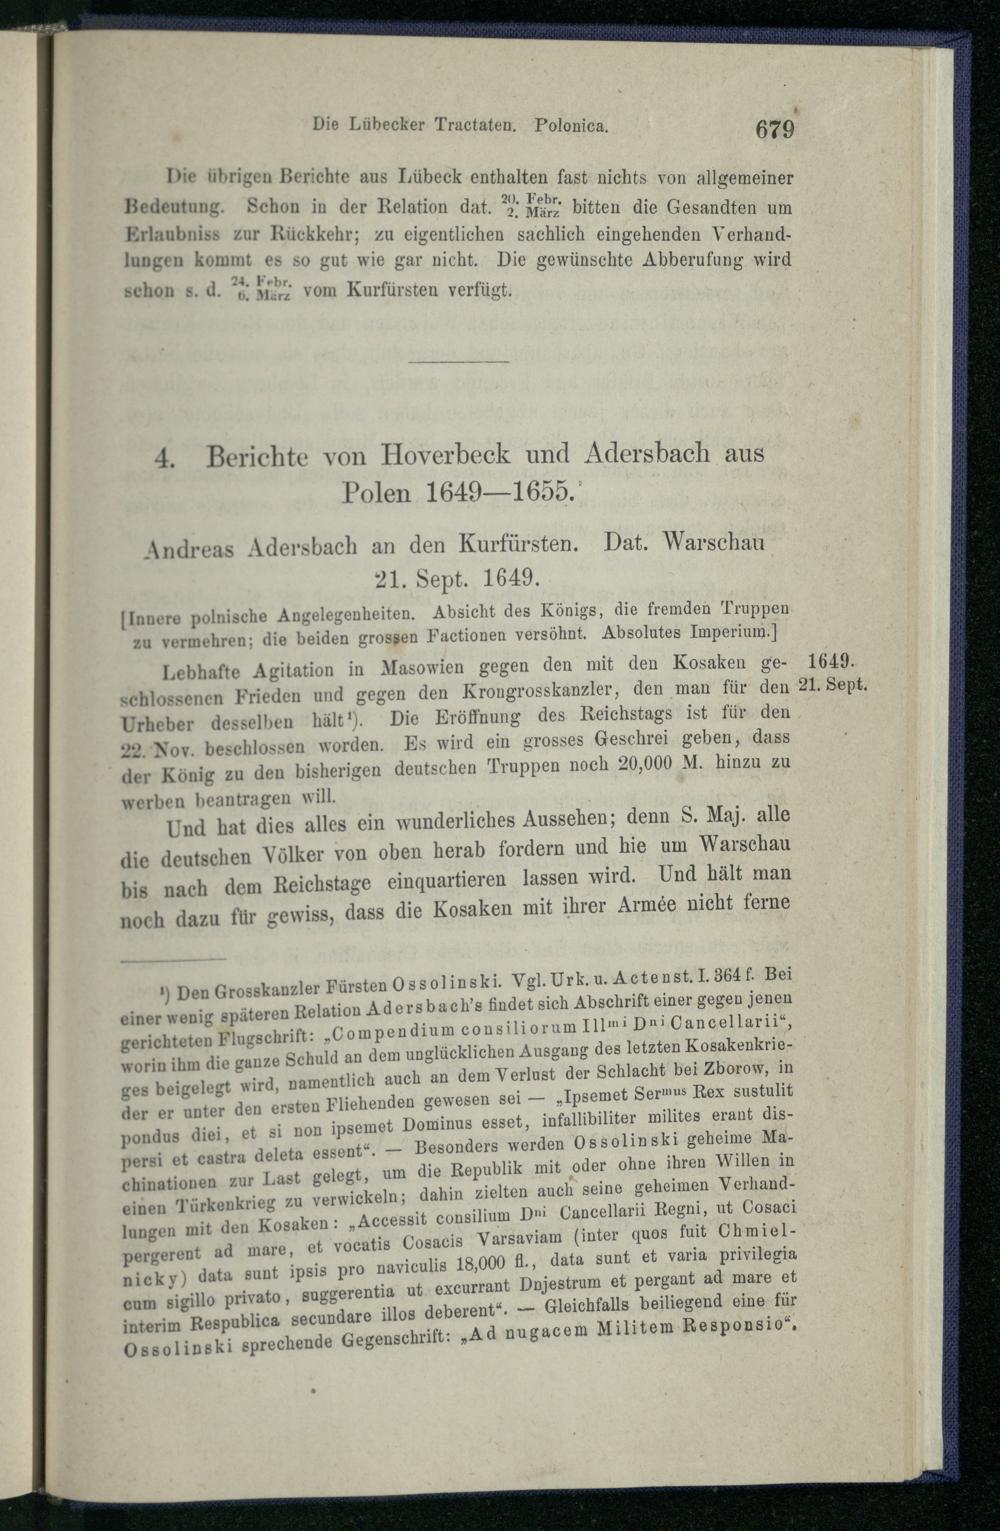 Die Lübecker Tractaten. Polonica. 679
Die übrigen Berichte aus Lübeck enthalten fast nichts von allgemeiner
Bedeutung. Schon in der Relation dat. 20. Febr./2. März bitten die Gesandten um
Erlaubniss zur Rückkehr; zu eigentlichen sachlich eingehenden Verhand-
lungen kommt es so gut wie gar nicht. Die gewünschte Abberufung wird
schon s. d. 24. Febr./6. März vom Kurfürsten verfügt.
4. Berichte von Hoverbeck und Adersbach aus
Polen 1649—1655.
Andreas Adersbach an den Kurfürsten. Dat. Warschau
21. Sept. 1649.
[Innere polnische Angelegenheiten. Absicht des Königs, die fremden Truppen
zu vermehren; die beiden grossen Factionen versöhnt. Absolutes Imperium.]
Lebhafte Agitation in Masowien gegen den mit den Kosaken ge- 1649.
schlossenen Frieden und gegen den Krongrosskanzler, den man für den 21. Sept.
Urheber desselben hält¹). Die Eröffnung des Reichstags ist für den
22. Nov. beschlossen worden. Es wird ein grosses Geschrei geben, dass
der König zu den bisherigen deutschen Truppen noch 20,000 M. hinzu zu
werben beantragen will.
Und hat dies alles ein wunderliches Aussehen; denn S. Maj. alle
die deutschen Völker von oben herab fordern und hie um Warschau
bis nach dem Reichstage einquartieren lassen wird. Und hält man
noch dazu für gewiss, dass die Kosaken mit ihrer Armée nicht ferne
¹) Den Grosskanzler Fürsten Ossolinski. Vgl. Urk. u. Actenst. I. 364 f. Bei
einer wenig späteren Relation Adersbach's findet sich Abschrift einer gegen jenen
gerichteten Flugschrift: „Compendium consiliorum Illmi Dni Cancellarii“,
worin ihm die ganze Schuld an dem unglücklichen Ausgang des letzten Kosakenkrie-
ges beigelegt wird, namentlich auch an dem Verlust der Schlacht bei Zborow, in
der er unter den ersten Fliehenden gewesen sei — „Ipsemet Sermus Rex sustulit
pondus diei, et si non ipsemet Dominus esset, infallibiliter milites erant dis-
persi et castra deleta essent“. — Besonders werden Ossolinski geheime Ma-
chinationen zur Last gelegt, um die Republik mit oder ohne ihren Willen in
einen Türkenkrieg zu verwickeln; dahin zielten auch seine geheimen Verhand-
lungen mit den Kosaken: „Accessit consilium Dni Cancellarii Regni, ut Cosaci
pergerent ad mare, et vocatis Cosacis Varsaviam (inter quos fuit Chmiel-
nicky) data sunt ipsis pro naviculis 18,000 fl., data sunt et varia privilegia
cum sigillo privato, suggerentia ut excurrant Dnjestrum et pergant ad mare et
interim Respublica secundare illos deberent“. — Gleichfalls beiliegend eine für
Ossolinski sprechende Gegenschrift: „Ad nugacem Militem Responsio“.